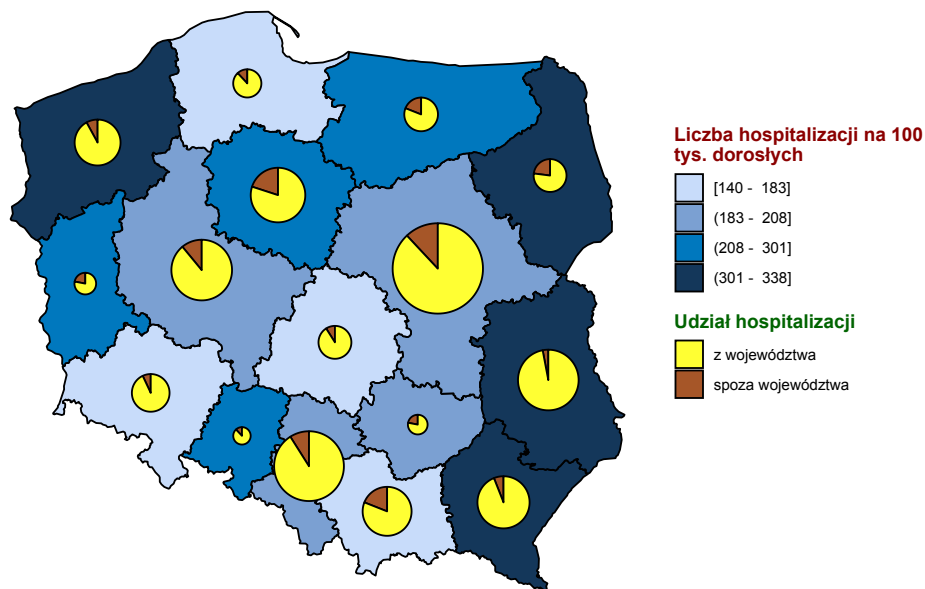 Liczba hospitalizacji na 100
tys. dorosłych
[140 - 183]
(183 - 208]
(208 - 301]
(301 - 338]
Udział hospitalizacji
z województwa
spoza województwa